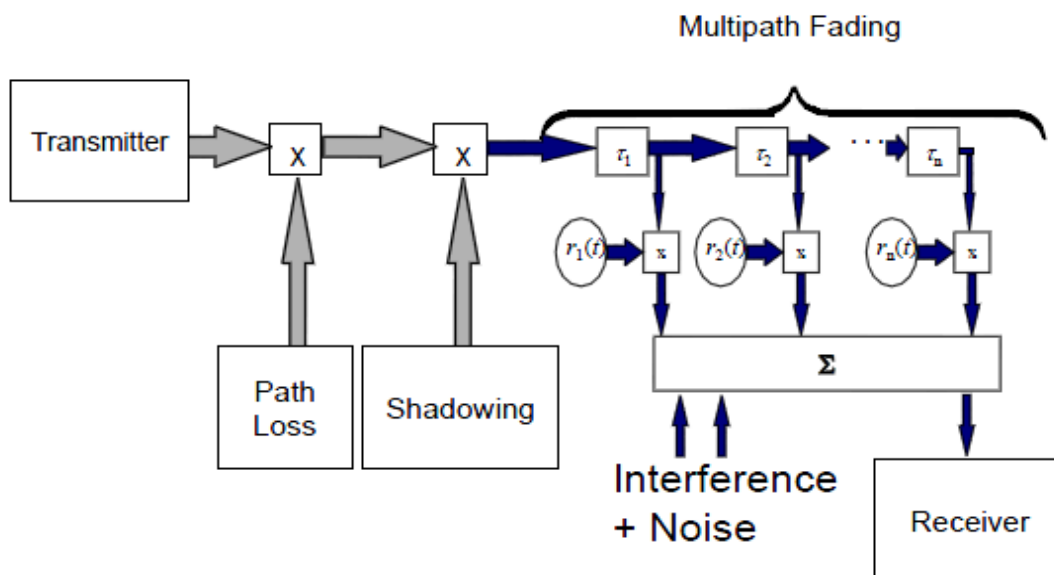 Multipath Fading
Transmitter
X
X
τ1
τ2
...
τn
r1(t)
x
r2(t)
x
rn(t)
x
Path
Loss
Shadowing
Σ
Interference
+ Noise
Receiver